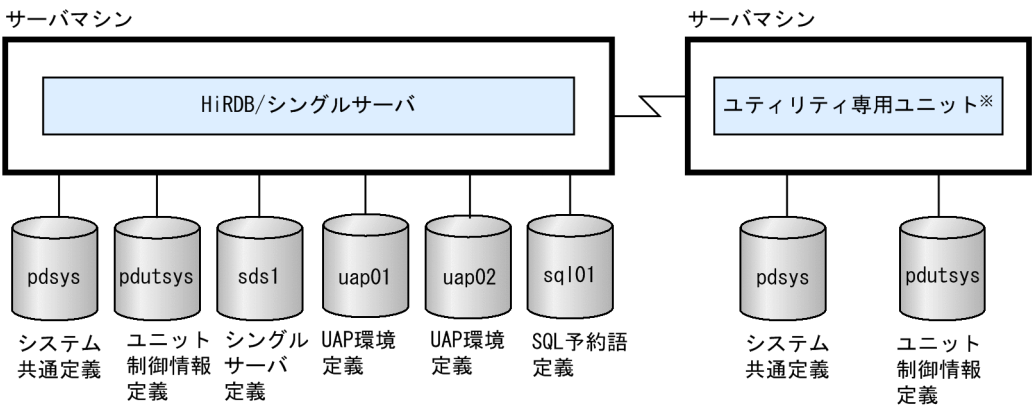 サーバマシン
サーバマシン
HiRDB/シングルサーバ
ユティリティ専用ユニット※
pdsys
pdutsys
sds1
uap01
uap02
sql01
pdsys
pdutsys
システム
共通定義
ユニット
制御情報
定義
シングル
サーバ
定義
UAP環境
定義
UAP環境
定義
SQL予約語
定義
システム
共通定義
ユニット
制御情報
定義